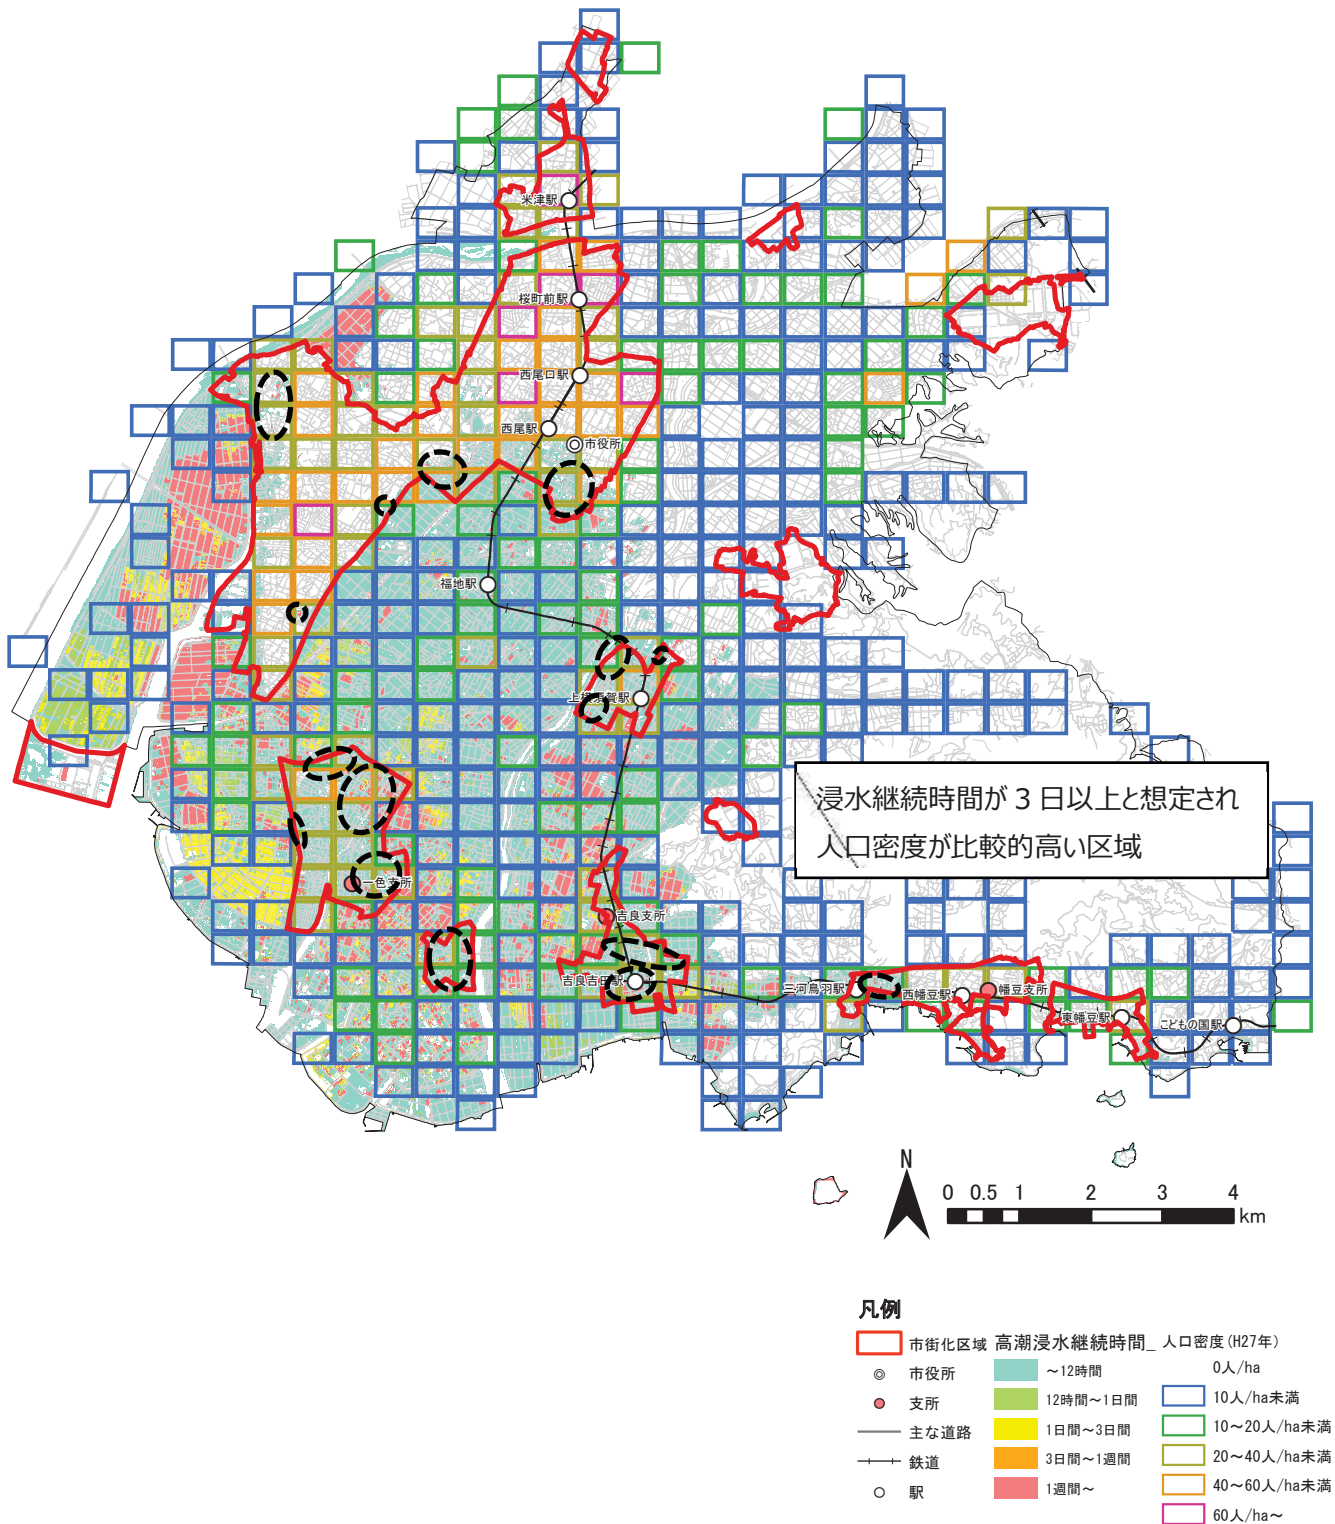 米津駅
桜町前駅
西尾口駅
西尾駅
市役所
福地駅
上横須賀駅
浸水継続時間が3日以上と想定され
人口密度が比較的高い区域
一色支所
吉良支所
吉良吉田駅
三河鳥羽駅
西幡豆駅
幡豆支所
東幡豆駅
こどもの国駅
N
0 0.5 1 2 3 4
km
凡例
市街化区域
市役所
支所
主な道路
鉄道
駅
高潮浸水継続時間_
~12時間
12時間~1日間
1日間~3日間
3日間~1週間
1週間~
人口密度(H27年)
0人/ha
10人/ha未満
10~20人/ha未満
20~40人/ha未満
40~60人/ha未満
60人/ha~